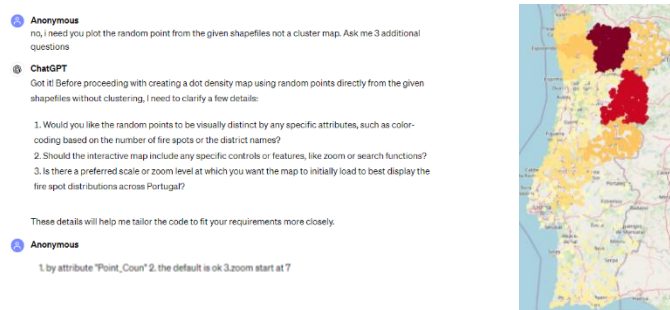 Anonymous
no, i need you plot the random point from the given shapefiles not a cluster map. Ask me 3 additional
questions
ChatGPT
Got it! Before proceeding with creating a dot density map using random points directly from the given
shapefiles without clustering, I need to clarify a few details:
1. Would you like the random points to be visually distinct by any specific attributes, such as color-
coding based on the number of fire spots or the district names?
2. Should the interactive map include any specific controls or features, like zoom or search functions?
3. Is there a preferred scale or zoom level at which you want the map to initially load to best display the
fire spot distributions across Portugal?
These details will help me tailor the code to fit your requirements more closely.
Anonymous
1. by attribute "Point_Coun" 2. the default is ok 3.zoom start at 7